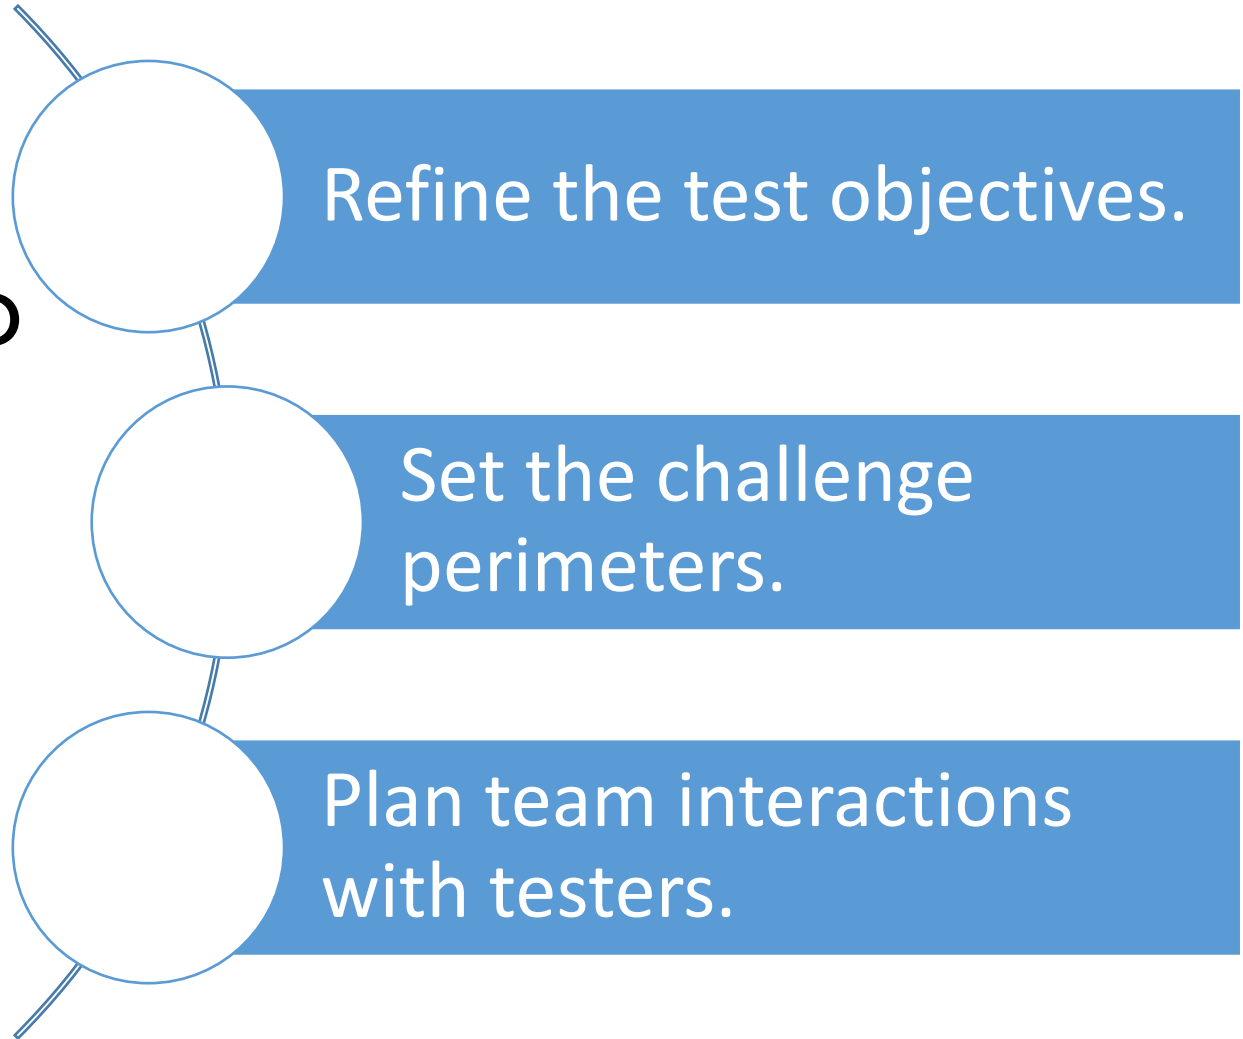 Refine the test objectives.
Set the challenge
perimeters.
Plan team interactions
with testers.